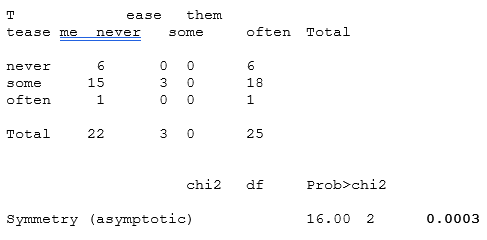 T ease them
tease me never some often Total
never 6 0 0 6
some 15 3 0 18
often 1 0 0 1
Total 22 3 0 25
chi2 df Prob>chi2
Symmetry (asymptotic) 16.00 2 0.0003